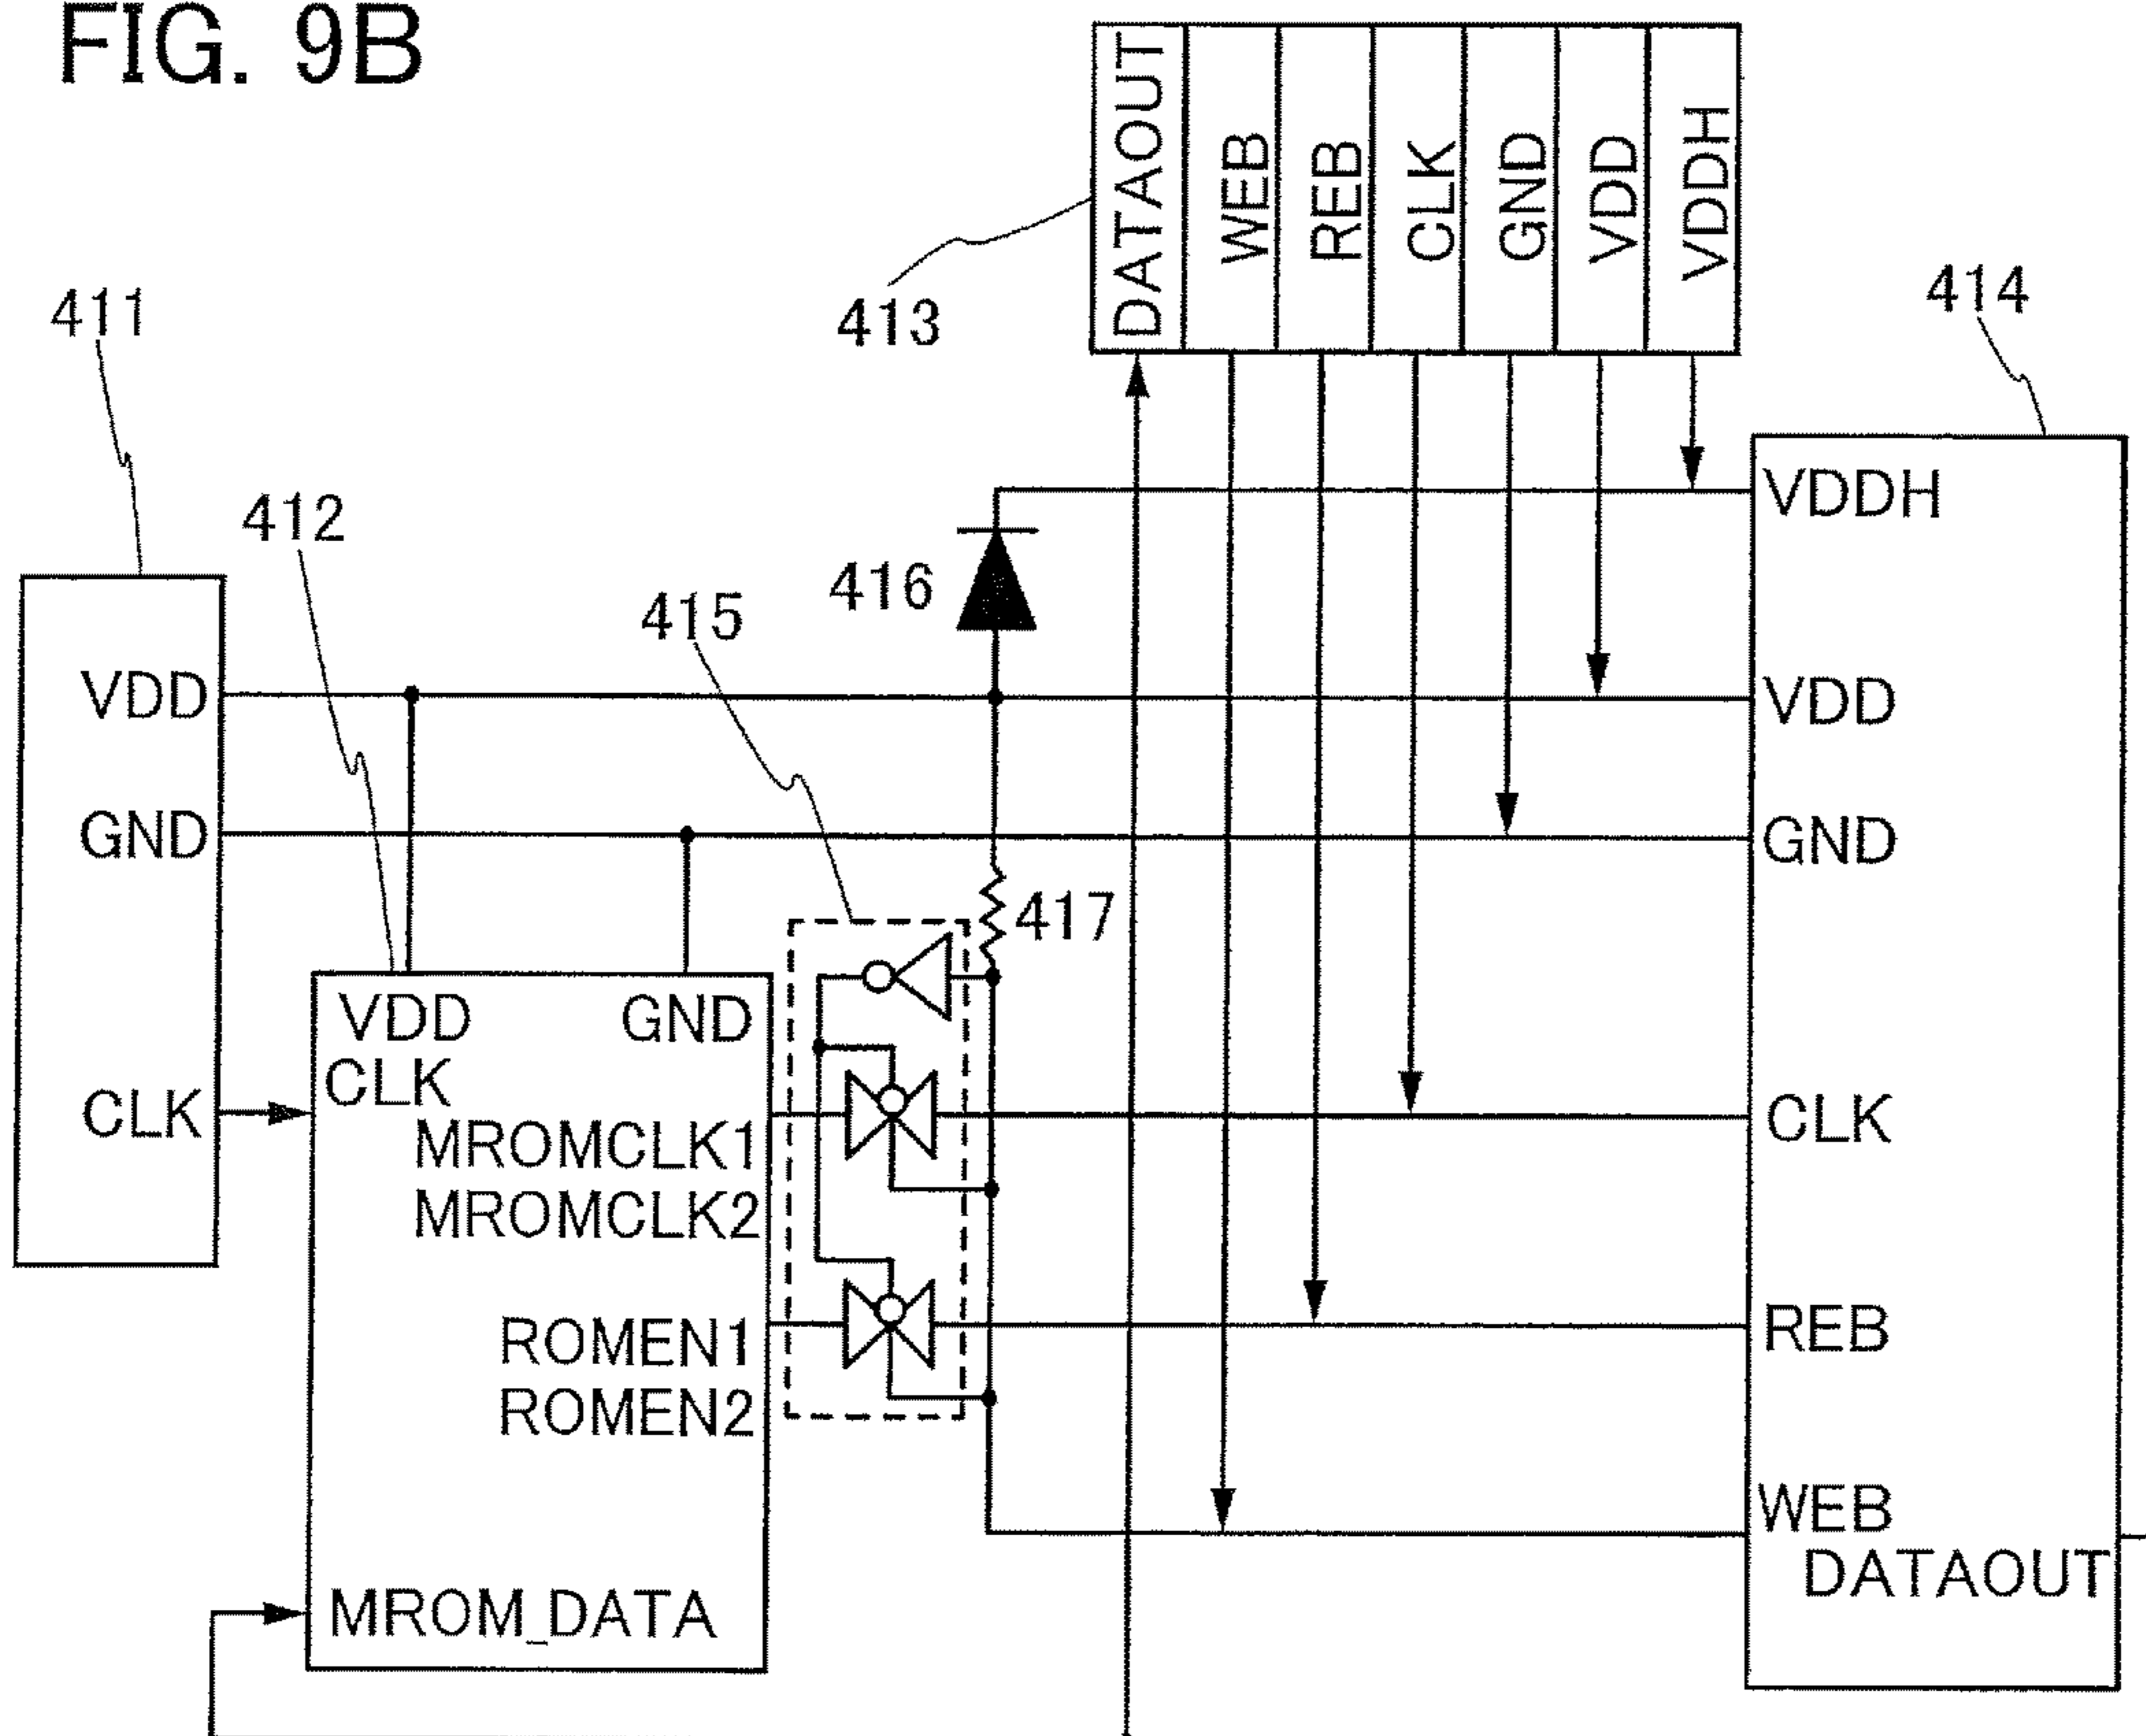 FIG. 9B
DATAOUT
WEB
REB
CLK
GND
VDD
VDDH
413
414
411
412
415
416
417
VDD
GND
CLK
VDD
GND
CLK
MROMCLK1
MROMCLK2
ROMEN1
ROMEN2
MROM_DATA
VDDH
VDD
GND
CLK
REB
WEB
DATAOUT